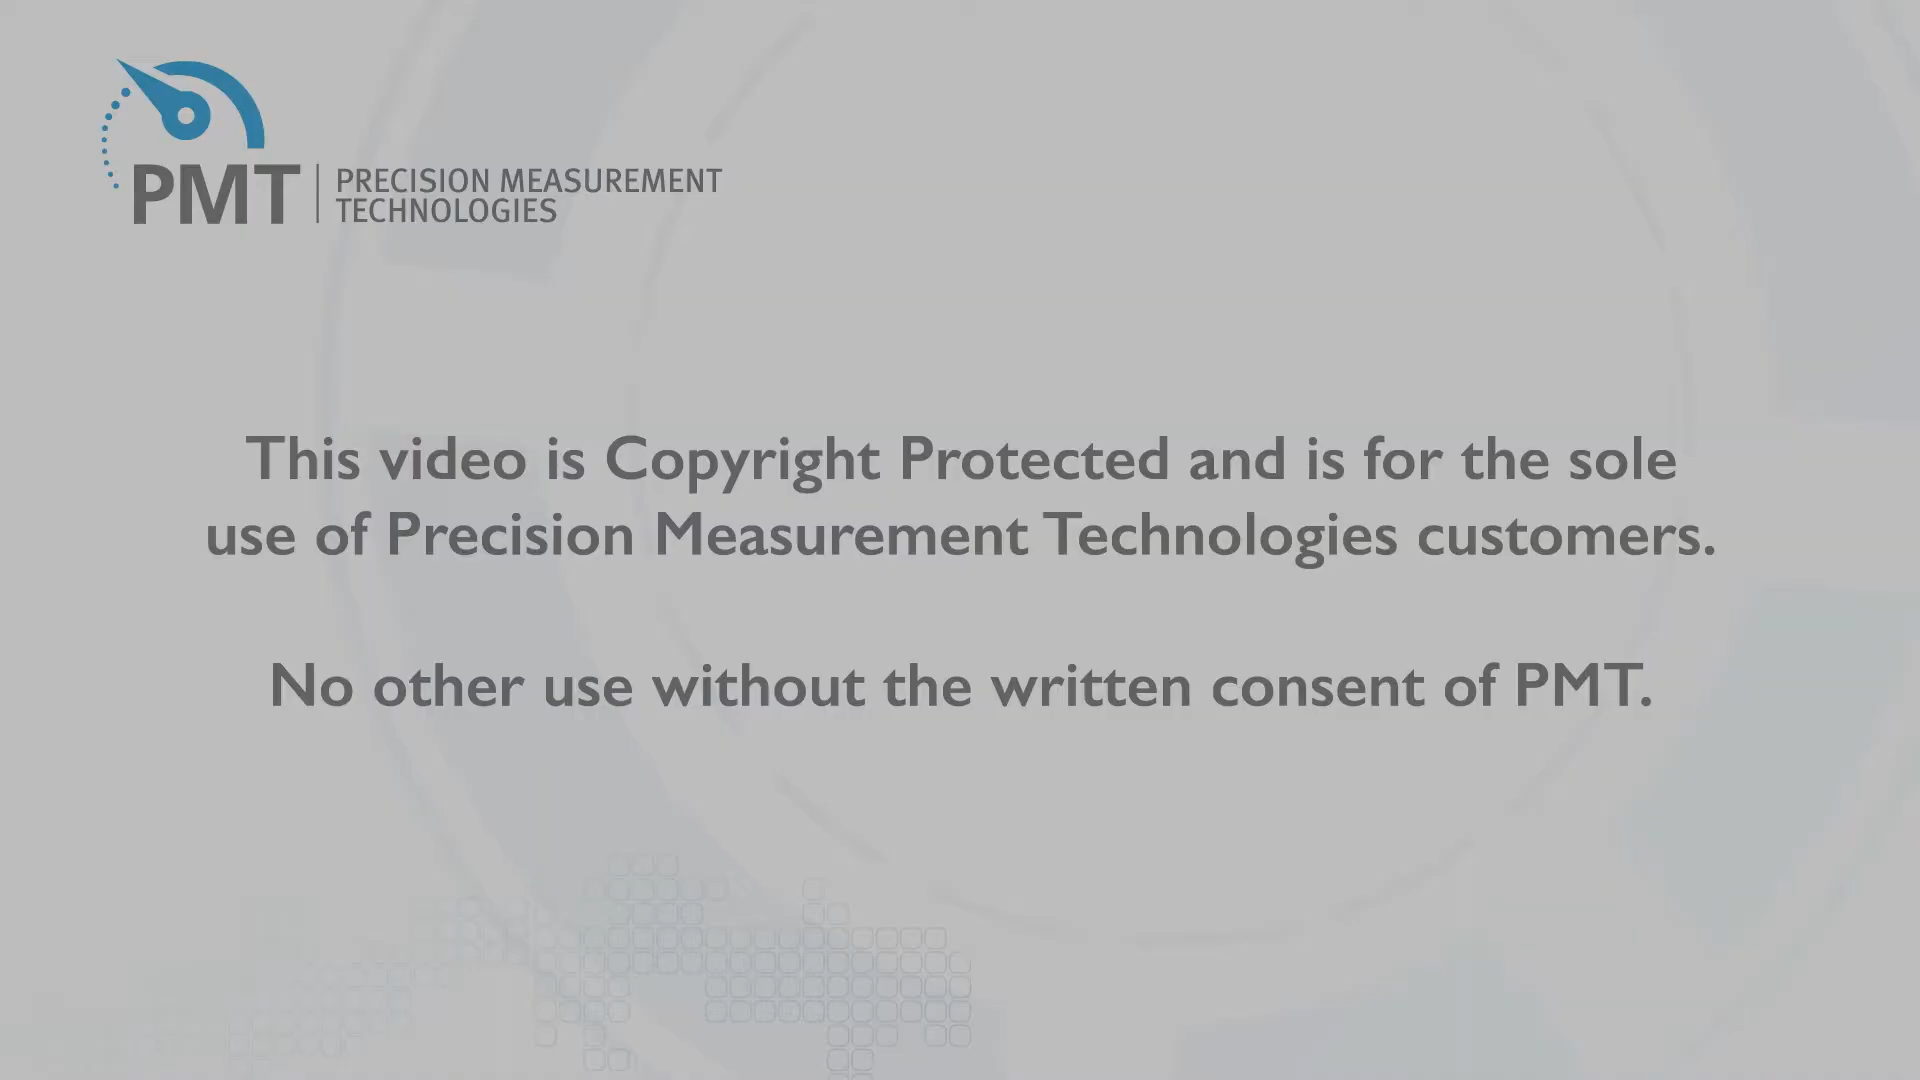 PMT | PRECISION MEASUREMENT
TECHNOLOGIES
This video is Copyright Protected and is for the sole
use of Precision Measurement Technologies customers.
No other use without the written consent of PMT.